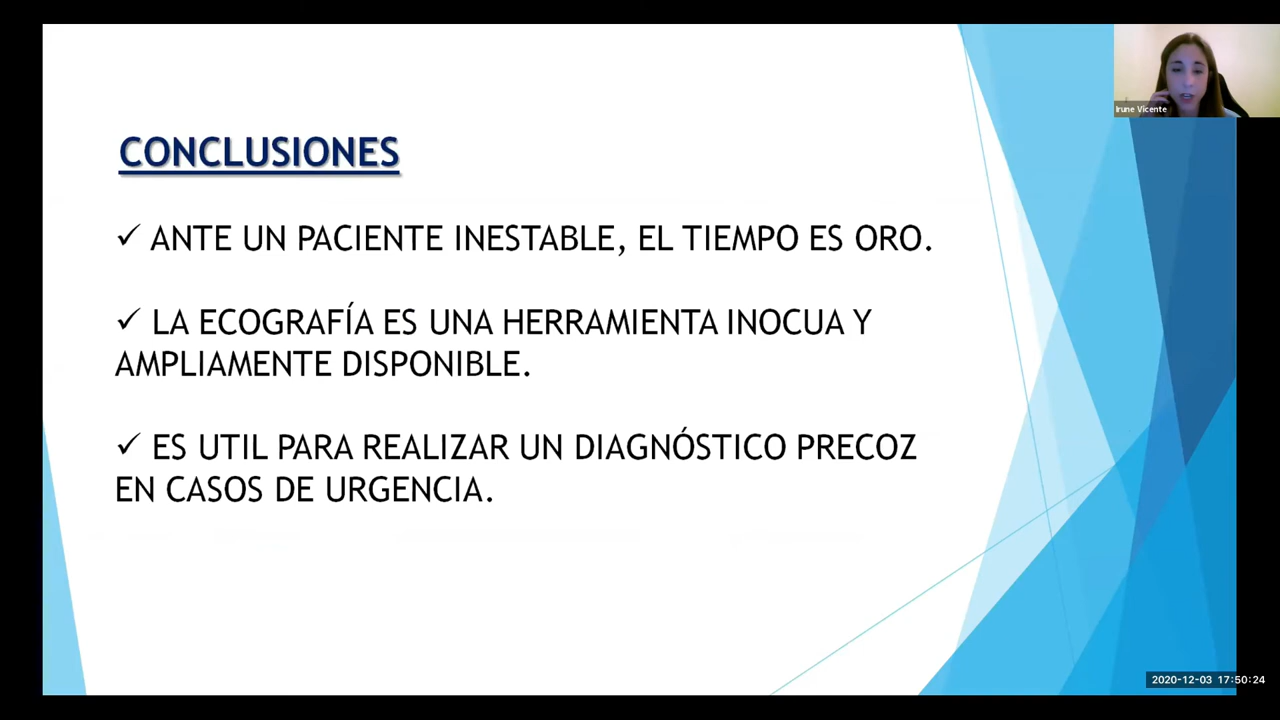 Irune Vicente
CONCLUSIONES
✓ ANTE UN PACIENTE INESTABLE, EL TIEMPO ES ORO.
✓ LA ECOGRAFÍA ES UNA HERRAMIENTA INOCUA Y
AMPLIAMENTE DISPONIBLE.
✓ ES UTIL PARA REALIZAR UN DIAGNÓSTICO PRECOZ
EN CASOS DE URGENCIA.
2020-12-03 17:50:24